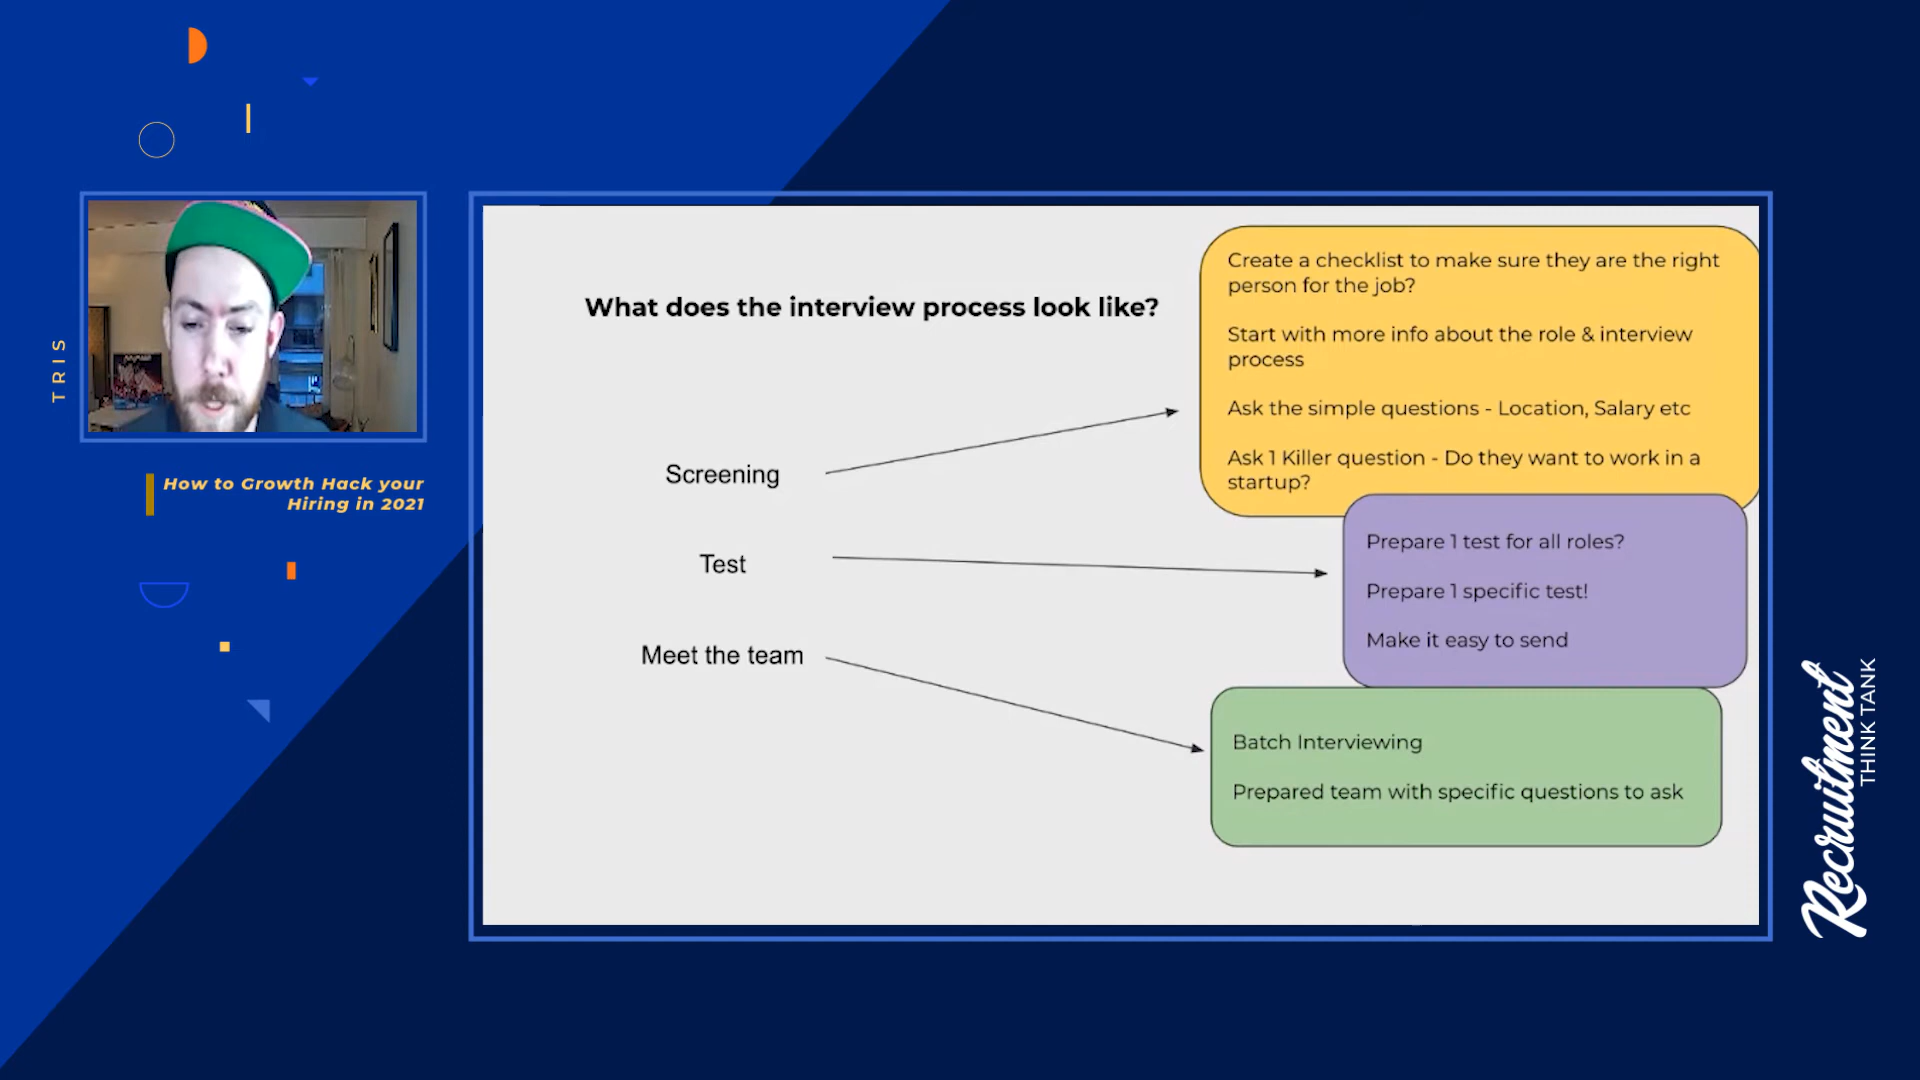 TRIS
How to Growth Hack your
Hiring in 2021
What does the interview process look like?
Screening
Test
Meet the team
Create a checklist to make sure they are the right
person for the job?
Start with more info about the role & interview
process
Ask the simple questions - Location, Salary etc
Ask 1 Killer question - Do they want to work in a
startup?
Prepare 1 test for all roles?
Prepare 1 specific test!
Make it easy to send
Batch Interviewing
Prepared team with specific questions to ask
Recruitment
THINK TANK